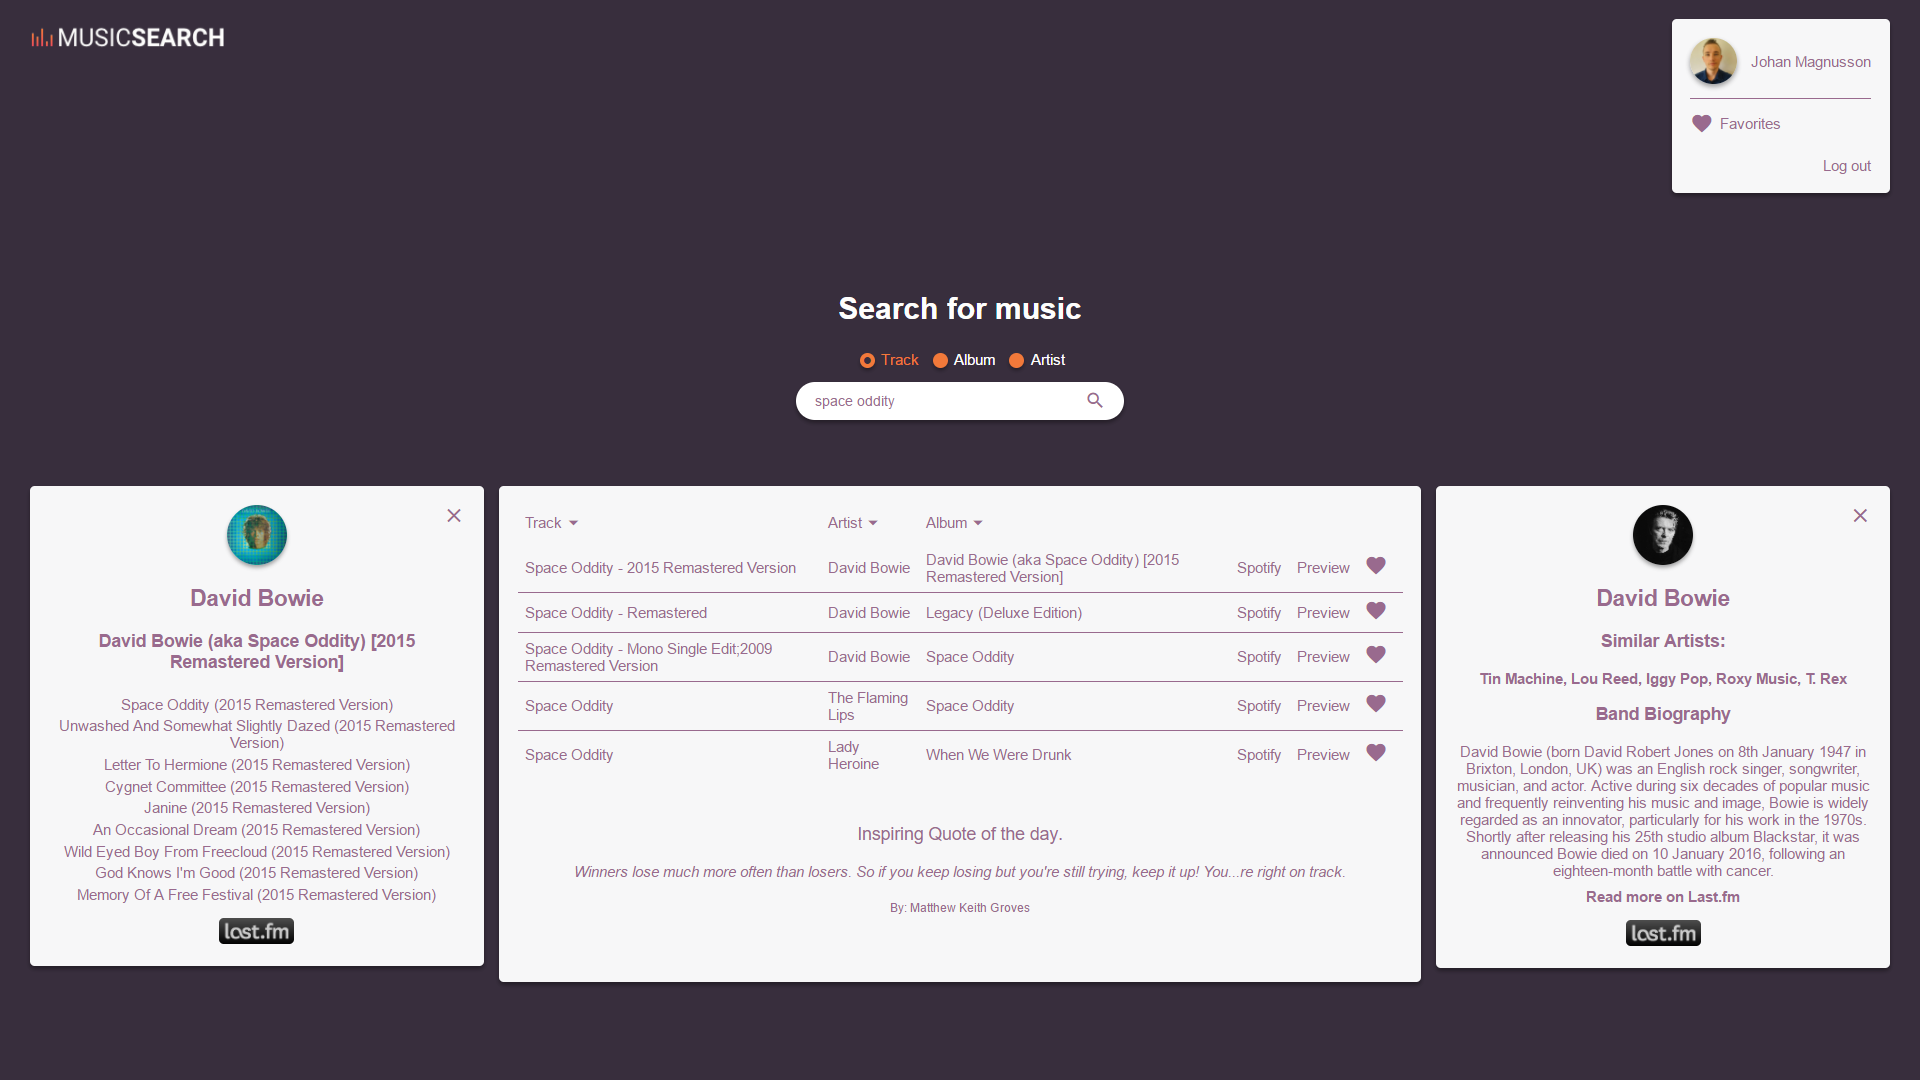 MUSICSEARCH
Johan Magnusson
Favorites
Log out
Search for music
Track Album Artist
space oddity
David Bowie
David Bowie (aka Space Oddity) [2015
Remastered Version]
Space Oddity (2015 Remastered Version)
Unwashed And Somewhat Slightly Dazed (2015 Remastered
Version)
Letter To Hermione (2015 Remastered Version)
Cygnet Committee (2015 Remastered Version)
Janine (2015 Remastered Version)
An Occasional Dream (2015 Remastered Version)
Wild Eyed Boy From Freecloud (2015 Remastered Version)
God Knows I'm Good (2015 Remastered Version)
Memory Of A Free Festival (2015 Remastered Version)
last.fm
Track Artist Album
Space Oddity - 2015 Remastered Version David Bowie David Bowie (aka Space Oddity) [2015
Remastered Version] Spotify Preview
Space Oddity - Remastered David Bowie Legacy (Deluxe Edition) Spotify Preview
Space Oddity - Mono Single Edit;2009
Remastered Version David Bowie Space Oddity Spotify Preview
Space Oddity The Flaming
Lips Space Oddity Spotify Preview
Space Oddity Lady
Heroine When We Were Drunk Spotify Preview
Inspiring Quote of the day.
Winners lose much more often than losers. So if you keep losing but you're still trying, keep it up! You...re right on track.
By: Matthew Keith Groves
David Bowie
Similar Artists:
Tin Machine, Lou Reed, Iggy Pop, Roxy Music, T. Rex
Band Biography
David Bowie (born David Robert Jones on 8th January 1947 in
Brixton, London, UK) was an English rock singer, songwriter,
musician, and actor. Active during six decades of popular music
and frequently reinventing his music and image, Bowie is widely
regarded as an innovator, particularly for his work in the 1970s.
Shortly after releasing his 25th studio album Blackstar, it was
announced Bowie died on 10 January 2016, following an
eighteen-month battle with cancer.
Read more on Last.fm
last.fm